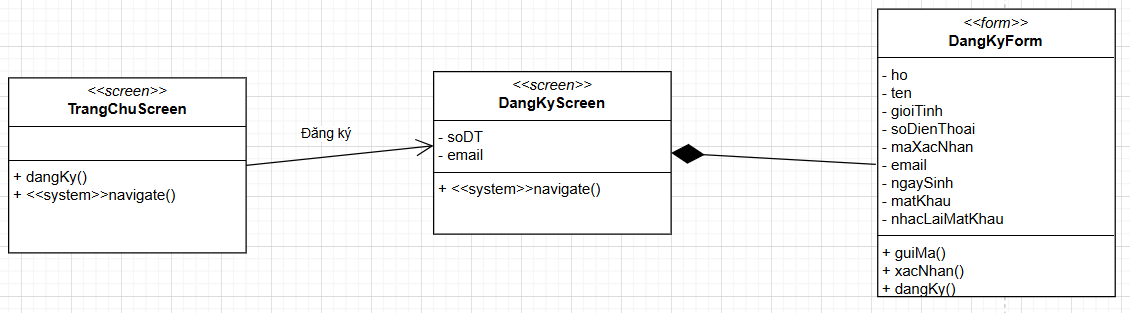 <<screen>>
TrangChuScreen
+ dangKy()
+ <<system>>navigate()
Đăng ký
<<screen>>
DangKyScreen
- soDT
- email
+ <<system>>navigate()
<<form>>
DangKyForm
- ho
- ten
- gioiTinh
- soDienThoai
- maXacNhan
- email
- ngaySinh
- matKhau
- nhacLaiMatKhau
+ guiMa()
+ xacNhan()
+ dangKy()